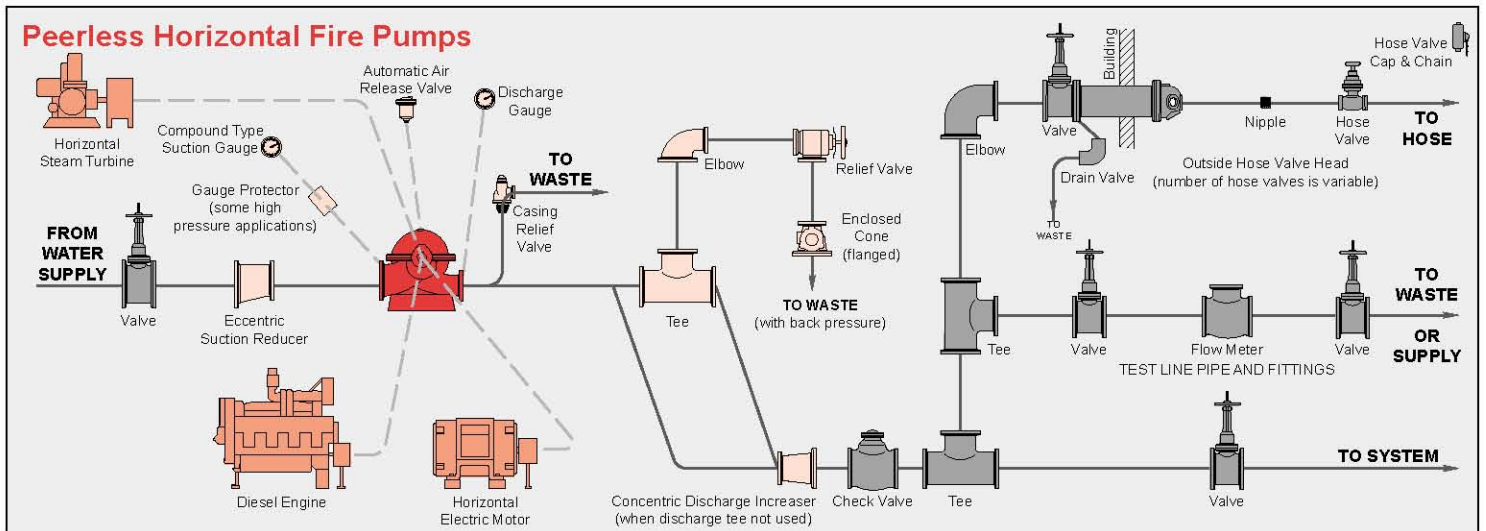 Peerless Horizontal Fire Pumps
Horizontal
Steam Turbine
Automatic Air
Release Valve
Discharge
Gauge
Compound Type
Suction Gauge
Gauge Protector
(some high
pressure applications)
FROM
WATER
SUPPLY
Valve
Eccentric
Suction Reducer
Diesel Engine
Horizontal
Electric Motor
TO
WASTE
Casing
Relief
Valve
Elbow
Relief Valve
Enclosed
Cone
(flanged)
TO WASTE
(with back pressure)
Tee
Concentric Discharge Increaser
(when discharge tee not used)
Check Valve
Tee
Elbow
Valve
Building
Drain Valve
TO
WASTE
Outside Hose Valve Head
(number of hose valves is variable)
Nipple
Hose
Valve
Hose Valve
Cap & Chain
TO
HOSE
Tee
Valve
Flow Meter
Valve
TEST LINE PIPE AND FITTINGS
TO
WASTE
OR
SUPPLY
Valve
TO SYSTEM